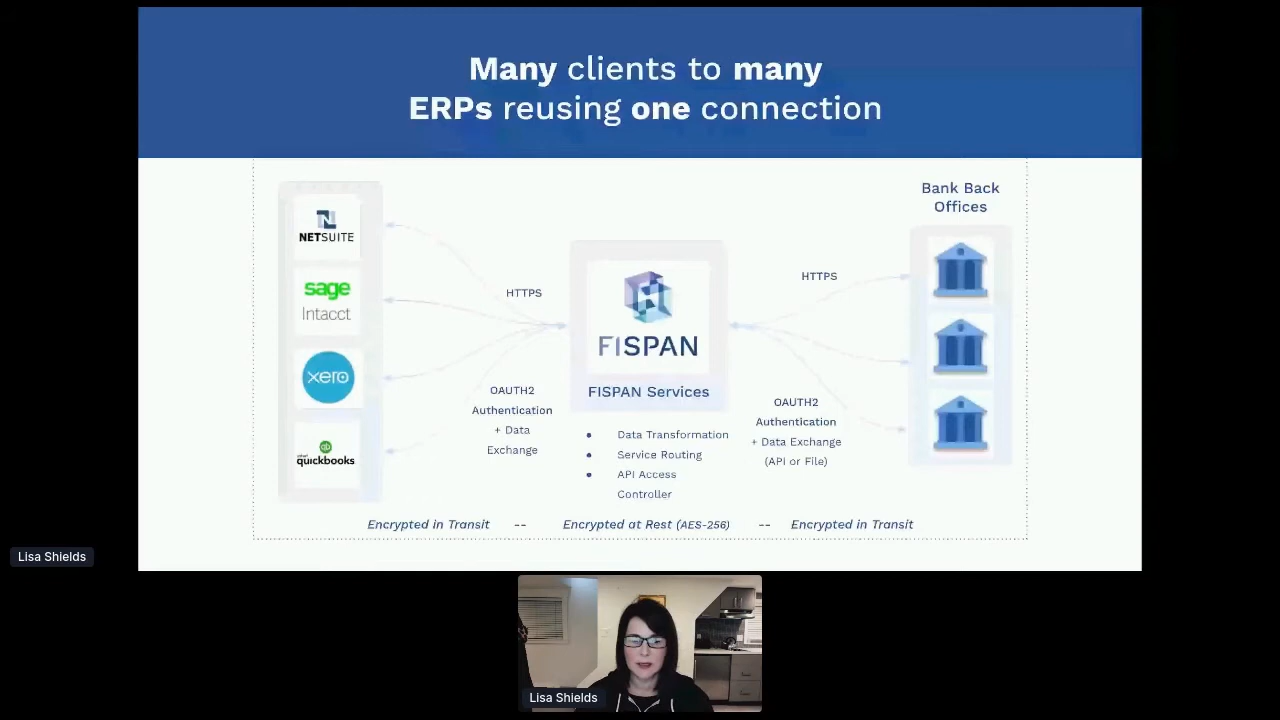 Many clients to many
ERPs reusing one connection
Bank Back
Offices
NETSUITE
sage
Intacct
xero
quickbooks
HTTPS
OAUTH2
Authentication
+ Data
Exchange
FISPAN
FISPAN Services
• Data Transformation
• Service Routing
• API Access
Controller
HTTPS
OAUTH2
Authentication
+ Data Exchange
(API or File)
Encrypted in Transit -- Encrypted at Rest (AES-256) -- Encrypted in Transit
Lisa Shields
Lisa Shields